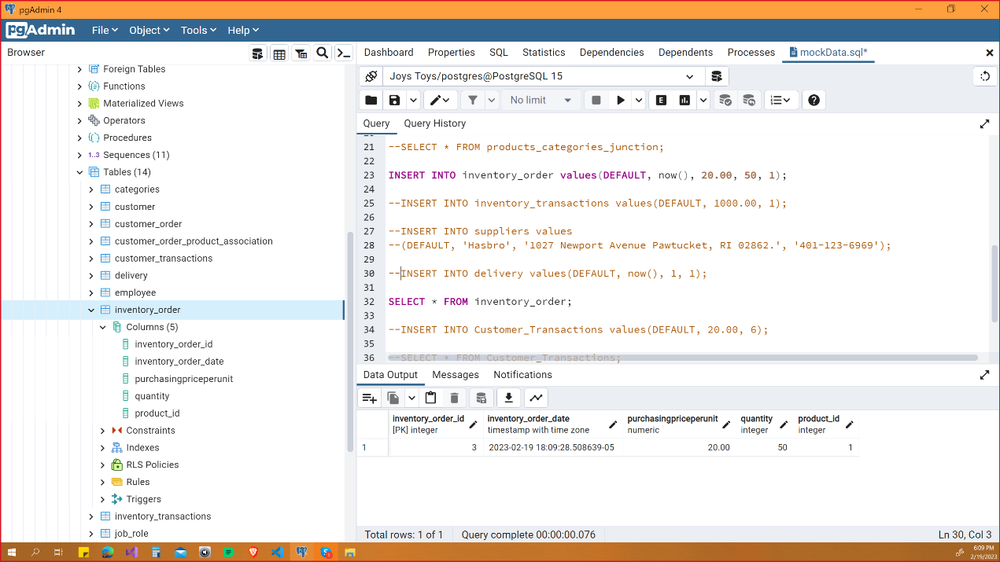 pgAdmin 4
pgAdmin File Object Tools Help
Browser
Dashboard Properties SQL Statistics Dependencies Dependents Processes mockData.sql*
Foreign Tables
Functions
Materialized Views
Operators
Procedures
1..3 Sequences (11)
Tables (14)
categories
customer
customer_order
customer_order_product_association
customer_transactions
delivery
employee
inventory_order
Columns (5)
inventory_order_id
inventory_order_date
purchasingpriceperunit
quantity
product_id
Constraints
Indexes
RLS Policies
Rules
Triggers
inventory_transactions
job_role
Joys Toys/postgres@PostgreSQL 15
No limit E
Query Query History
21 --SELECT * FROM products_categories_junction;
22
23 INSERT INTO inventory_order values(DEFAULT, now(), 20.00, 50, 1);
24
25 --INSERT INTO inventory_transactions values(DEFAULT, 1000.00, 1);
26
27 --INSERT INTO suppliers values
28 --(DEFAULT, 'Hasbro', '1027 Newport Avenue Pawtucket, RI 02862.', '401-123-6969');
29
30 --INSERT INTO delivery values(DEFAULT, now(), 1, 1);
31
32 SELECT * FROM inventory_order;
33
34 --INSERT INTO Customer_Transactions values(DEFAULT, 20.00, 6);
35
36 --SELECT * FROM Customer_Transactions;
Data Output Messages Notifications
inventory_order_id inventory_order_date purchasingpriceperunit quantity product_id
[PK] integer timestamp with time zone numeric integer integer
1 3 2023-02-19 18:09:28.508639-05 20.00 50 1
Total rows: 1 of 1 Query complete 00:00:00.076 Ln 30, Col 3
6:09 PM
2/19/2023